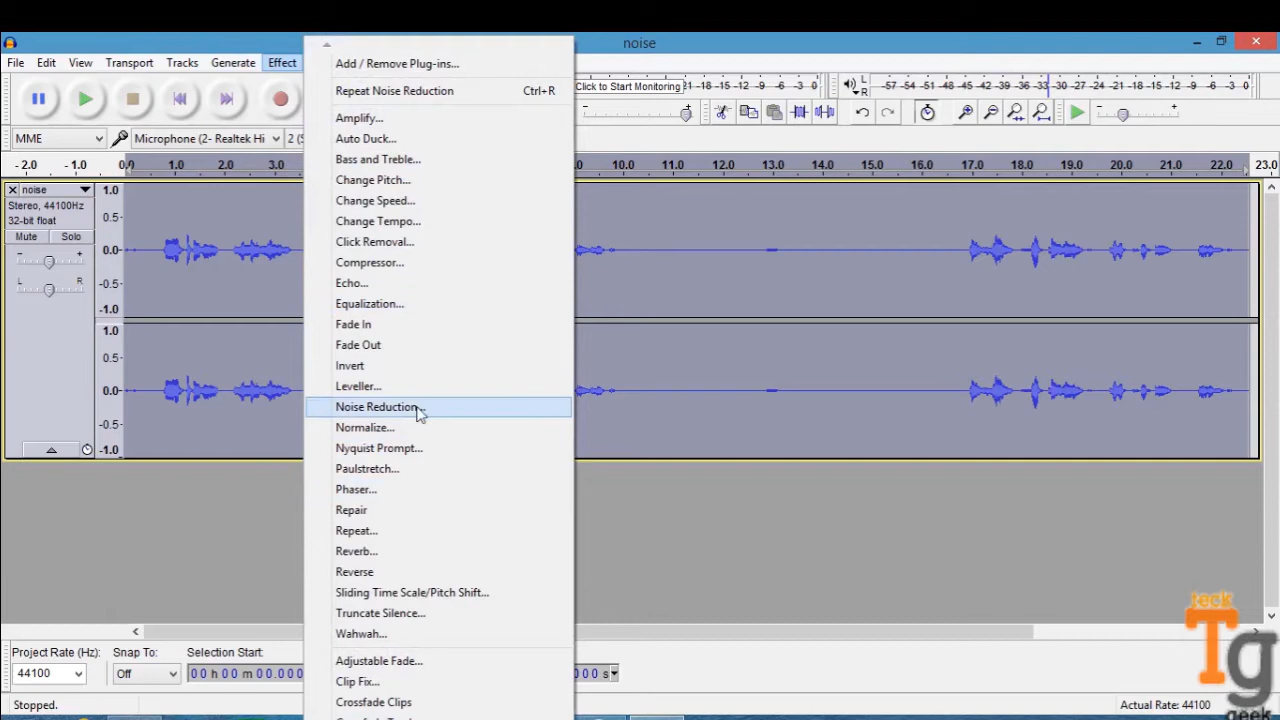 noise
File Edit View Transport Tracks Generate Effect
Add / Remove Plug-ins...
Repeat Noise Reduction Ctrl+R
Amplify...
Auto Duck...
Bass and Treble...
Change Pitch...
Change Speed...
Change Tempo...
Click Removal...
Compressor...
Echo...
Equalization...
Fade In
Fade Out
Invert
Leveller...
Noise Reduction...
Normalize...
Nyquist Prompt...
Paulstretch...
Phaser...
Repair
Repeat...
Reverb...
Reverse
Sliding Time Scale/Pitch Shift...
Truncate Silence...
Wahwah...
Adjustable Fade...
Clip Fix...
Crossfade Clips
Click to Start Monitoring -18 -15 -12 -9 -6 -3 0
L
R
-57 -54 -51 -48 -45 -42 -39 -36 -33 -30 -27 -24 -21 -18 -15 -12 -9 -6 -3 0
MME Microphone (2- Realtek Hi
-2.0 -1.0 0.0 1.0 2.0 3.0 10.0 11.0 12.0 13.0 14.0 15.0 16.0 17.0 18.0 19.0 20.0 21.0 22.0 23.0
noise
Stereo, 44100Hz
32-bit float
Mute Solo
- +
L R
1.0
0.5
0.0
-0.5
-1.0
1.0
0.5
0.0
-0.5
-1.0
Project Rate (Hz): Snap To: Selection Start:
44100 Off 00 h 00 m 00.000
Stopped. Actual Rate: 44100
teck
Tg
geek